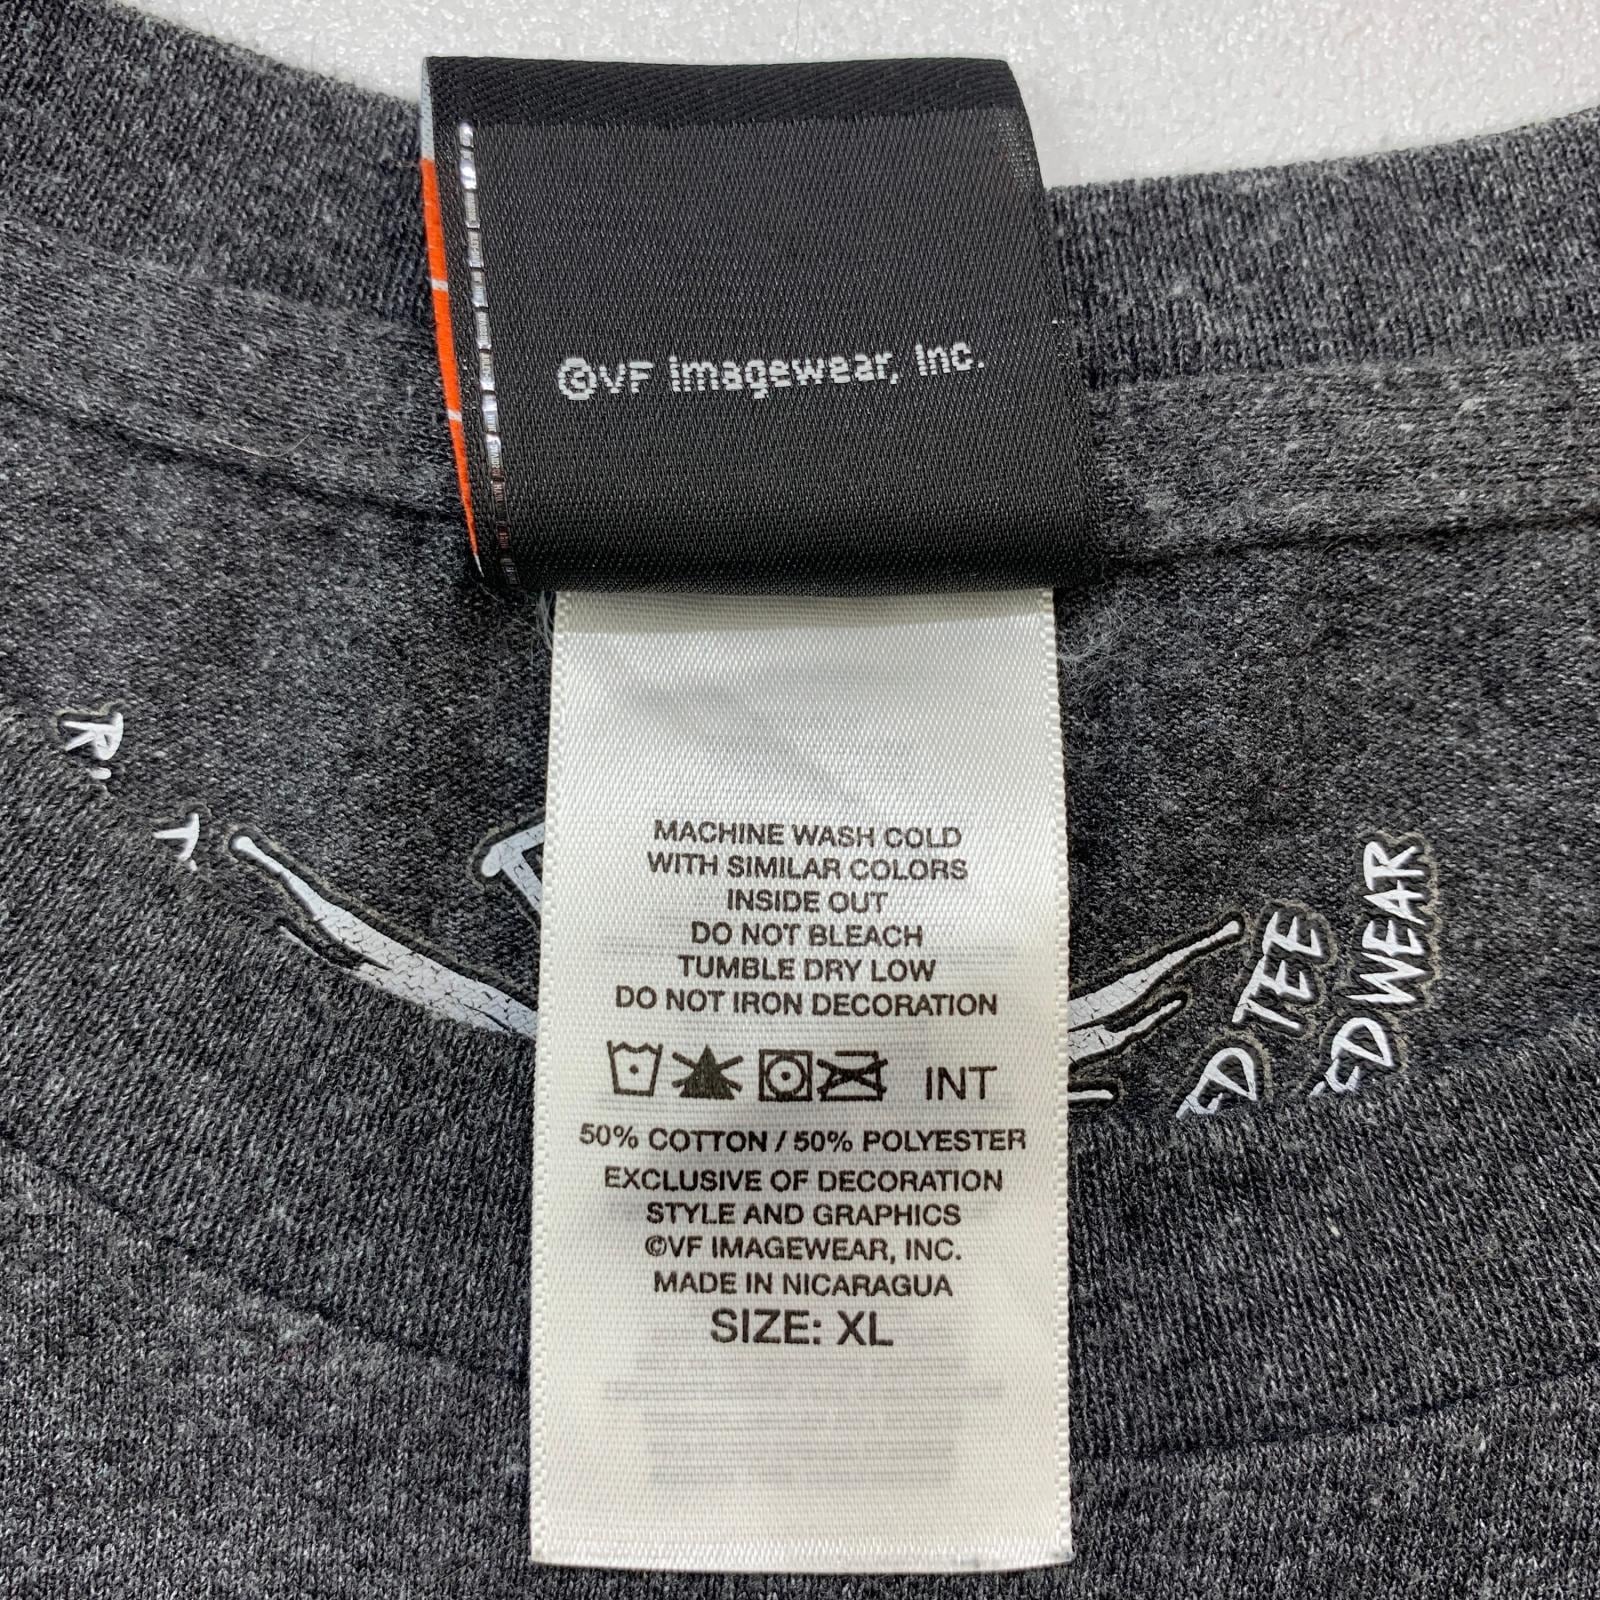 ©VF Imagewear, Inc.
MACHINE WASH COLD
WITH SIMILAR COLORS
INSIDE OUT
DO NOT BLEACH
TUMBLE DRY LOW
DO NOT IRON DECORATION
INT
50% COTTON / 50% POLYESTER
EXCLUSIVE OF DECORATION
STYLE AND GRAPHICS
©VF IMAGEWEAR, INC.
MADE IN NICARAGUA
SIZE: XL
TEE
WEAR